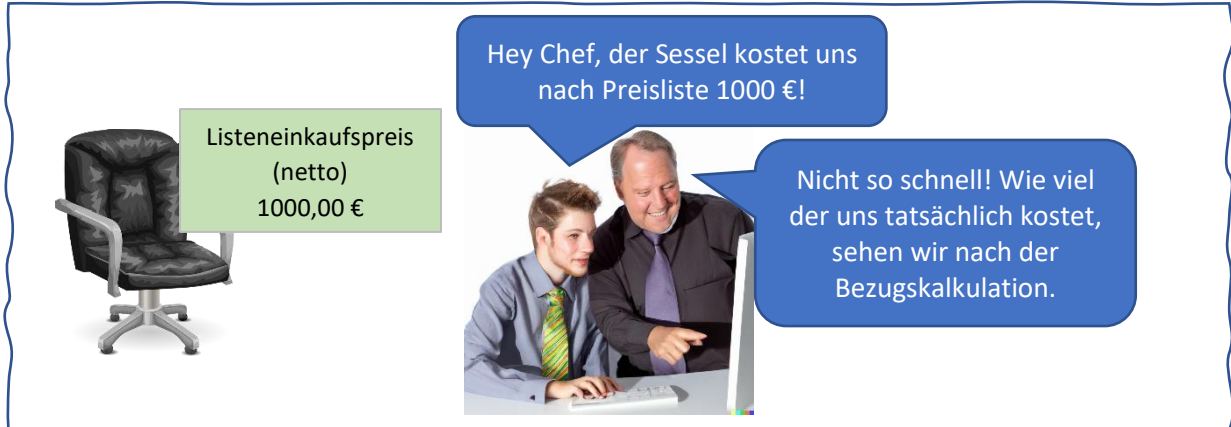 Hey Chef, der Sessel kostet uns
nach Preisliste 1000 €!
Listeneinkaufspreis
(netto)
1000,00 €
Nicht so schnell! Wie viel
der uns tatsächlich kostet,
sehen wir nach der
Bezugskalkulation.